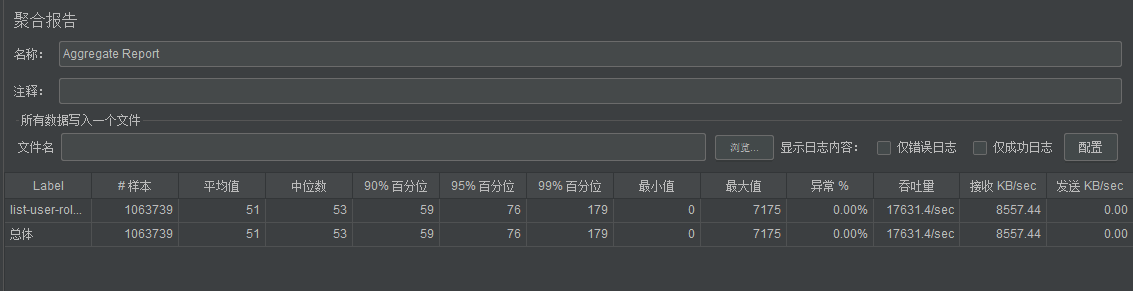 聚合报告
名称： Aggregate Report
注释：
所有数据写入一个文件
文件名 浏览... 显示日志内容： 仅错误日志 仅成功日志 配置
Label # 样本 平均值 中位数 90% 百分位 95% 百分位 99% 百分位 最小值 最大值 异常 % 吞吐量 接收 KB/sec 发送 KB/sec
list-user-rol... 1063739 51 53 59 76 179 0 7175 0.00% 17631.4/sec 8557.44 0.00
总体 1063739 51 53 59 76 179 0 7175 0.00% 17631.4/sec 8557.44 0.00